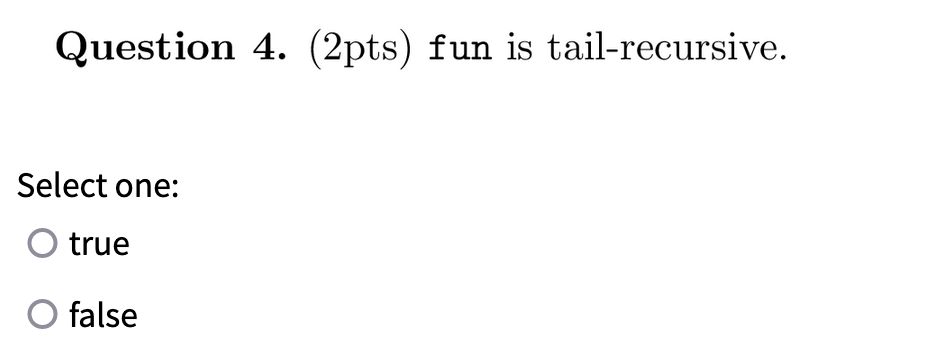 Question 4. (2pts) fun is tail-recursive.
Select one:
true
false